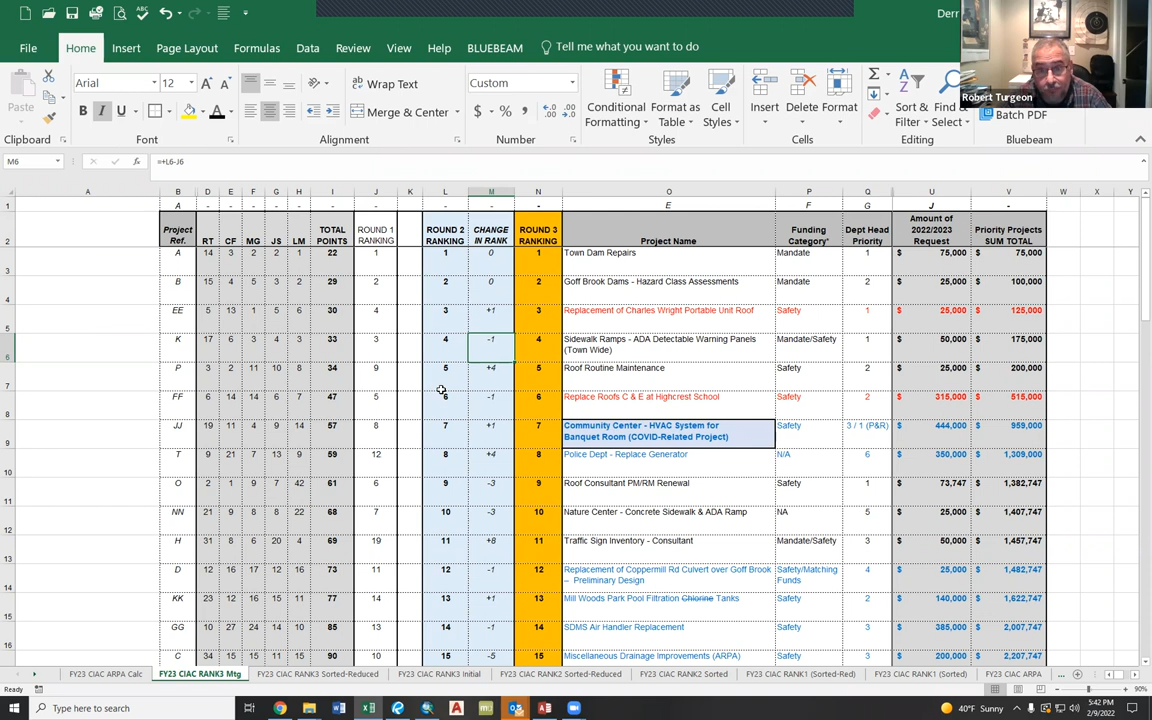 Derr
File Home Insert Page Layout Formulas Data Review View Help BLUEBEAM Tell me what you want to do
Robert Turgeon
Paste Arial 12 Wrap Text Custom Conditional Formatting Format as Table Cell Styles Insert Delete Format Sort & Filter Find & Select Batch PDF
B I U Merge & Center $ % ,
Clipboard Font Alignment Number Styles Cells Editing Bluebeam
M6 fx =+L6-J6
A B D E F G H I J K L M N O P Q U V W X Y
1 A - - - - - - - - - - E F G J -
2 Project Ref. RT CF MG JS LM TOTAL POINTS ROUND 1 RANKING ROUND 2 RANKING CHANGE IN RANK ROUND 3 RANKING Project Name Funding Category* Dept Head Priority Amount of 2022/2023 Request Priority Projects SUM TOTAL
3 A 14 3 2 2 1 22 1 1 0 1 Town Dam Repairs Mandate 1 $ 75,000 $ 75,000
4 B 15 4 5 3 2 29 2 2 0 2 Goff Brook Dams - Hazard Class Assessments Mandate 2 $ 25,000 $ 100,000
5 EE 5 13 1 5 6 30 4 3 +1 3 Replacement of Charles Wright Portable Unit Roof Safety 1 $ 25,000 $ 125,000
6 K 17 6 3 4 3 33 3 4 -1 4 Sidewalk Ramps - ADA Detectable Warning Panels (Town Wide) Mandate/Safety 1 $ 50,000 $ 175,000
7 P 3 2 11 10 8 34 9 5 +4 5 Roof Routine Maintenance Safety 2 $ 25,000 $ 200,000
8 FF 6 14 14 6 7 47 5 6 -1 6 Replace Roofs C & E at Highcrest School Safety 2 $ 315,000 $ 515,000
9 JJ 19 11 4 9 14 57 8 7 +1 7 Community Center - HVAC System for Banquet Room (COVID-Related Project) Safety 3 / 1 (P&R) $ 444,000 $ 959,000
10 T 9 21 7 13 9 59 12 8 +4 8 Police Dept - Replace Generator N/A 6 $ 350,000 $ 1,309,000
11 O 2 1 9 7 42 61 6 9 -3 9 Roof Consultant PM/RM Renewal Safety 1 $ 73,747 $ 1,382,747
12 NN 21 9 8 8 22 68 7 10 -3 10 Nature Center - Concrete Sidewalk & ADA Ramp NA 5 $ 25,000 $ 1,407,747
13 H 31 8 6 20 4 69 19 11 +8 11 Traffic Sign Inventory - Consultant Mandate/Safety 3 $ 50,000 $ 1,457,747
14 D 12 16 17 12 16 73 11 12 -1 12 Replacement of Coppermill Rd Culvert over Goff Brook – Preliminary Design Safety/Matching Funds 4 $ 25,000 $ 1,482,747
15 KK 23 12 16 15 11 77 14 13 +1 13 Mill Woods Park Pool Filtration Chlorine Tanks Safety 2 $ 140,000 $ 1,622,747
16 GG 10 27 24 14 10 85 13 14 -1 14 SDMS Air Handler Replacement Safety 3 $ 385,000 $ 2,007,747
C 34 15 15 11 15 90 10 15 -5 15 Miscellaneous Drainage Improvements (ARPA) Safety 3 $ 200,000 $ 2,207,747
FY23 CIAC ARPA Calc FY23 CIAC RANK3 Mtg FY23 CIAC RANK3 Sorted-Reduced FY23 CIAC RANK3 Initial FY23 CIAC RANK2 Sorted-Reduced FY23 CIAC RANK2 Sorted FY23 CIAC RANK1 (Sorted-Red) FY23 CIAC RANK1 (Sorted) FY23 CIAC ARPA ...
Ready 90%
Type here to search 40°F Sunny 5:42 PM
2/9/2022